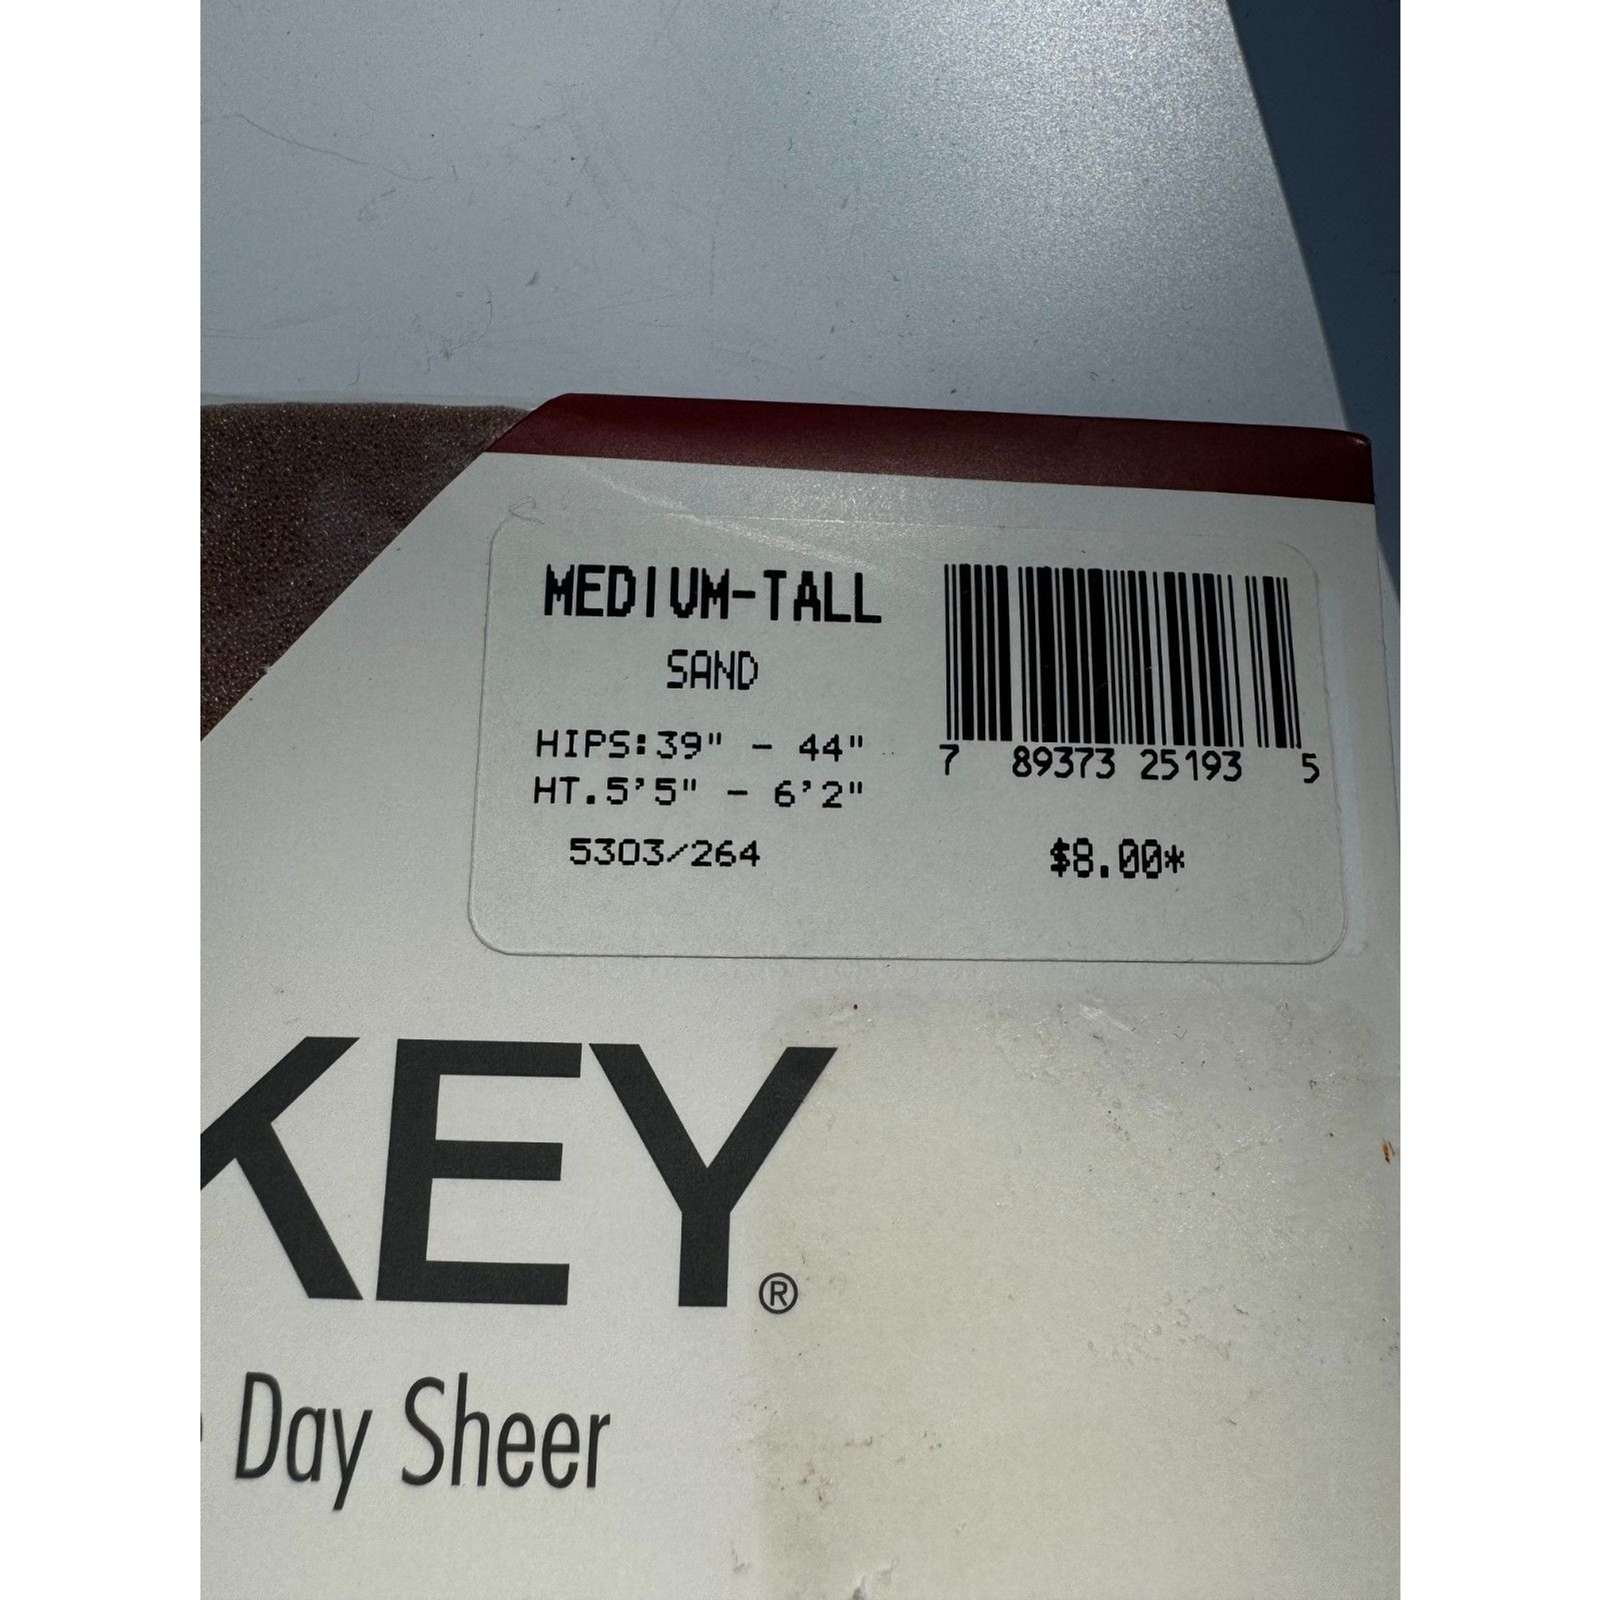 MEDIUM-TALL
SAND
HIPS:39" - 44"
HT.5'5" - 6'2"
5303/264
7 89373 25193 5
$8.00*
KEY®
Day Sheer